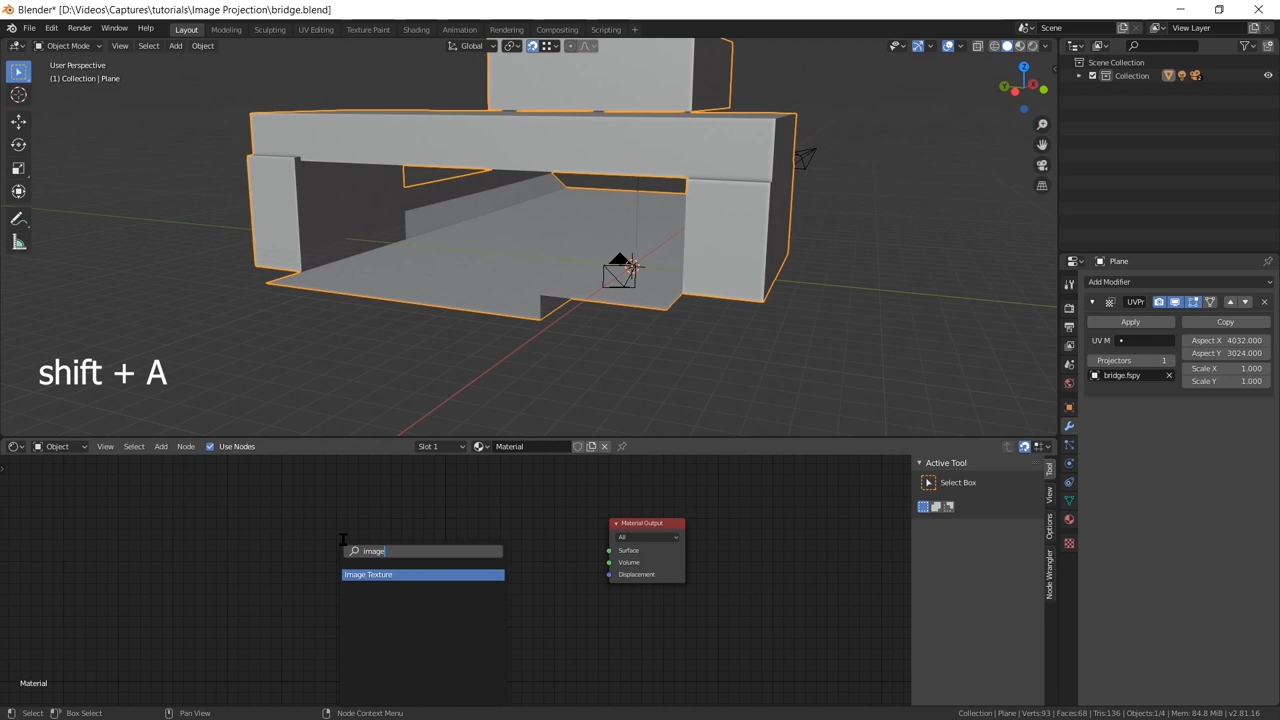 Blender* [D:\Videos\Captures\tutorials\Image Projection\bridge.blend]
File Edit Render Window Help Layout Modeling Sculpting UV Editing Texture Paint Shading Animation Rendering Compositing Scripting Scene View Layer
Object Mode View Select Add Object Global
User Perspective
(1) Collection | Plane
Z
Y
X
Scene Collection
Collection
Plane
Add Modifier
UVPr
Apply Copy
UV M Aspect X 4032.000
Aspect Y 3024.000
Projectors 1 Scale X 1.000
bridge.fspy Scale Y 1.000
shift + A
Object View Select Add Node Use Nodes Slot 1 Material
Active Tool
Select Box
Tool
View
Options
Node Wrangler
Material Output
All
Surface
Volume
Displacement
image
Image Texture
Material
Select Box Select Pan View Node Context Menu Collection | Plane | Verts:93 | Faces:68 | Tris:136 | Objects:1/4 | Mem: 84.8 MiB | v2.81.16